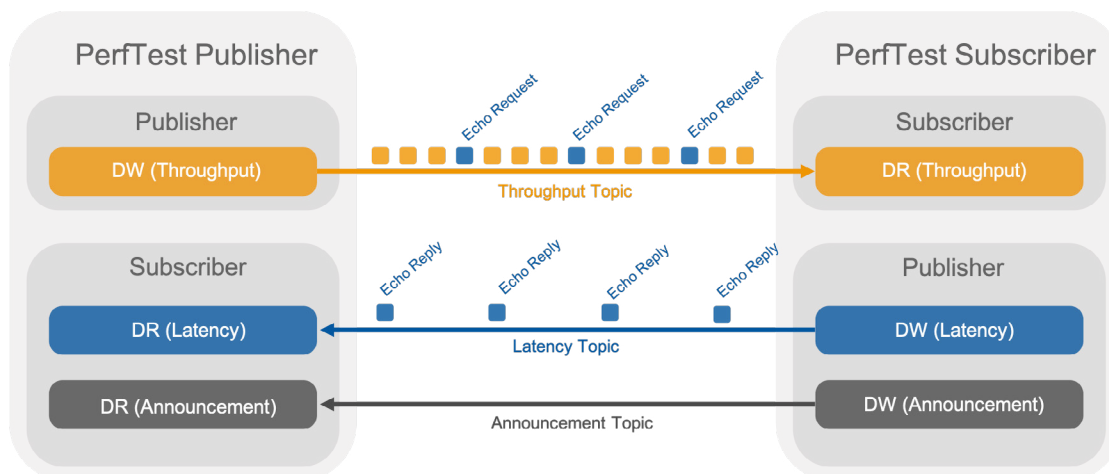 PerfTest Publisher
PerfTest Subscriber
Echo Request
Echo Request
Echo Request
Publisher
Subscriber
DW (Throughput)
DR (Throughput)
Throughput Topic
Echo Reply
Echo Reply
Echo Reply
Echo Reply
Subscriber
Publisher
DR (Latency)
DW (Latency)
Latency Topic
DR (Announcement)
DW (Announcement)
Announcement Topic